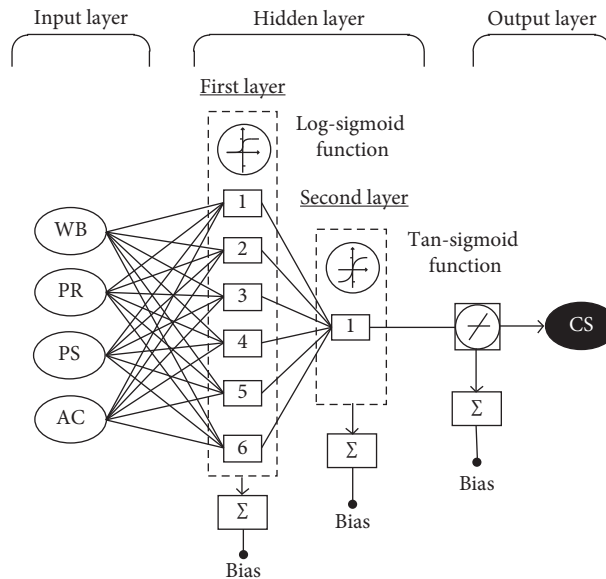 Input layer
Hidden layer
Output layer
First layer
Log-sigmoid
function
Second layer
Tan-sigmoid
function
WB
PR
PS
AC
1
2
3
4
5
6
1
CS
Σ
Bias
Σ
Bias
Σ
Bias